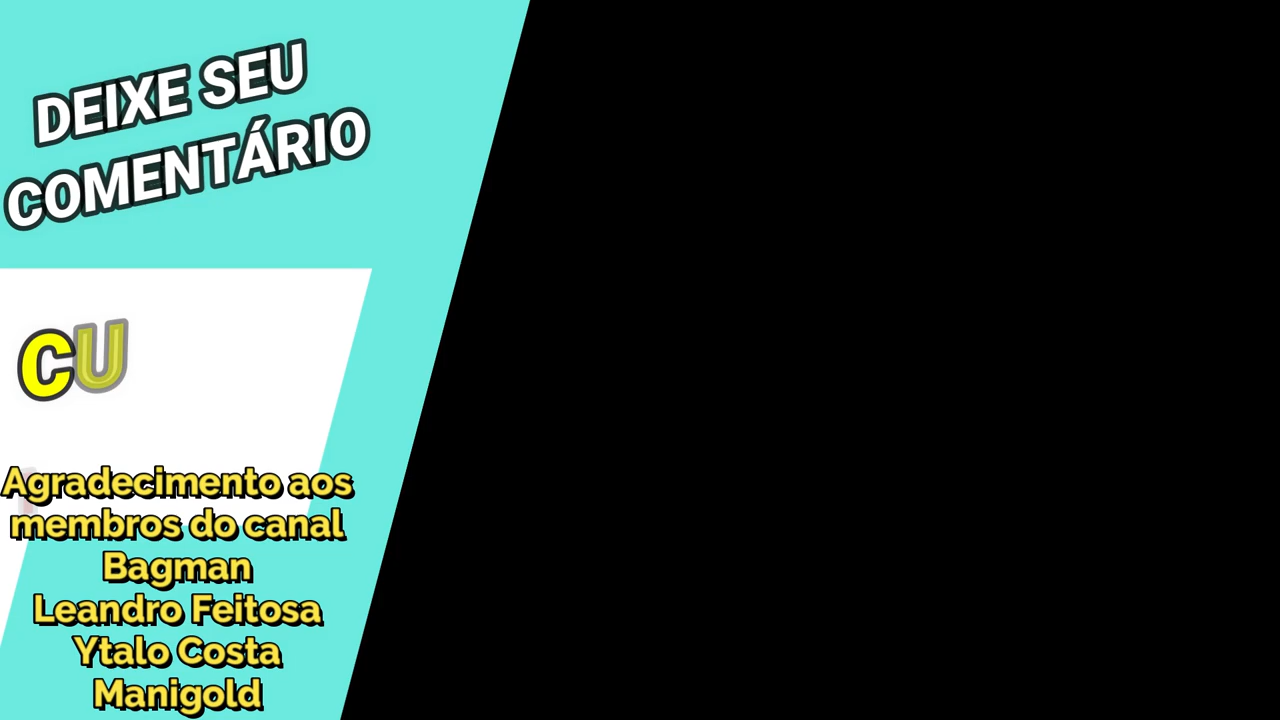 DEIXE SEU
COMENTÁRIO
CU
Agradecimento aos
membros do canal
Bagman
Leandro Feitosa
Ytalo Costa
Manigold